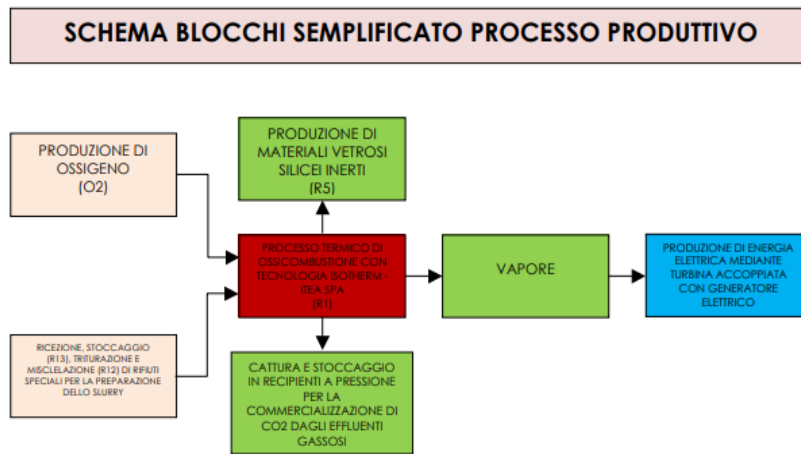 SCHEMA BLOCCHI SEMPLIFICATO PROCESSO PRODUTTIVO
PRODUZIONE DI
OSSIGENO
(O2)
PRODUZIONE DI
MATERIALI VETROSI
SILICEI INERTI
(R5)
PROCESSO TERMICO DI
OSSICOMBUSTIONE CON
TECNOLOGIA ISOTHERM -
ITEA SPA
(R1)
VAPORE
PRODUZIONE DI ENERGIA
ELETTRICA MEDIANTE
TURBINA ACCOPPIATA
CON GENERATORE
ELETTRICO
RICEZIONE, STOCCAGGIO
(R13), TRITURAZIONE E
MISCLELAZIONE (R12) DI RIFIUTI
SPECIALI PER LA PREPARAZIONE
DELLO SLURRY
CATTURA E STOCCAGGIO
IN RECIPIENTI A PRESSIONE
PER LA
COMMERCIALIZZAZIONE DI
CO2 DAGLI EFFLUENTI
GASSOSI